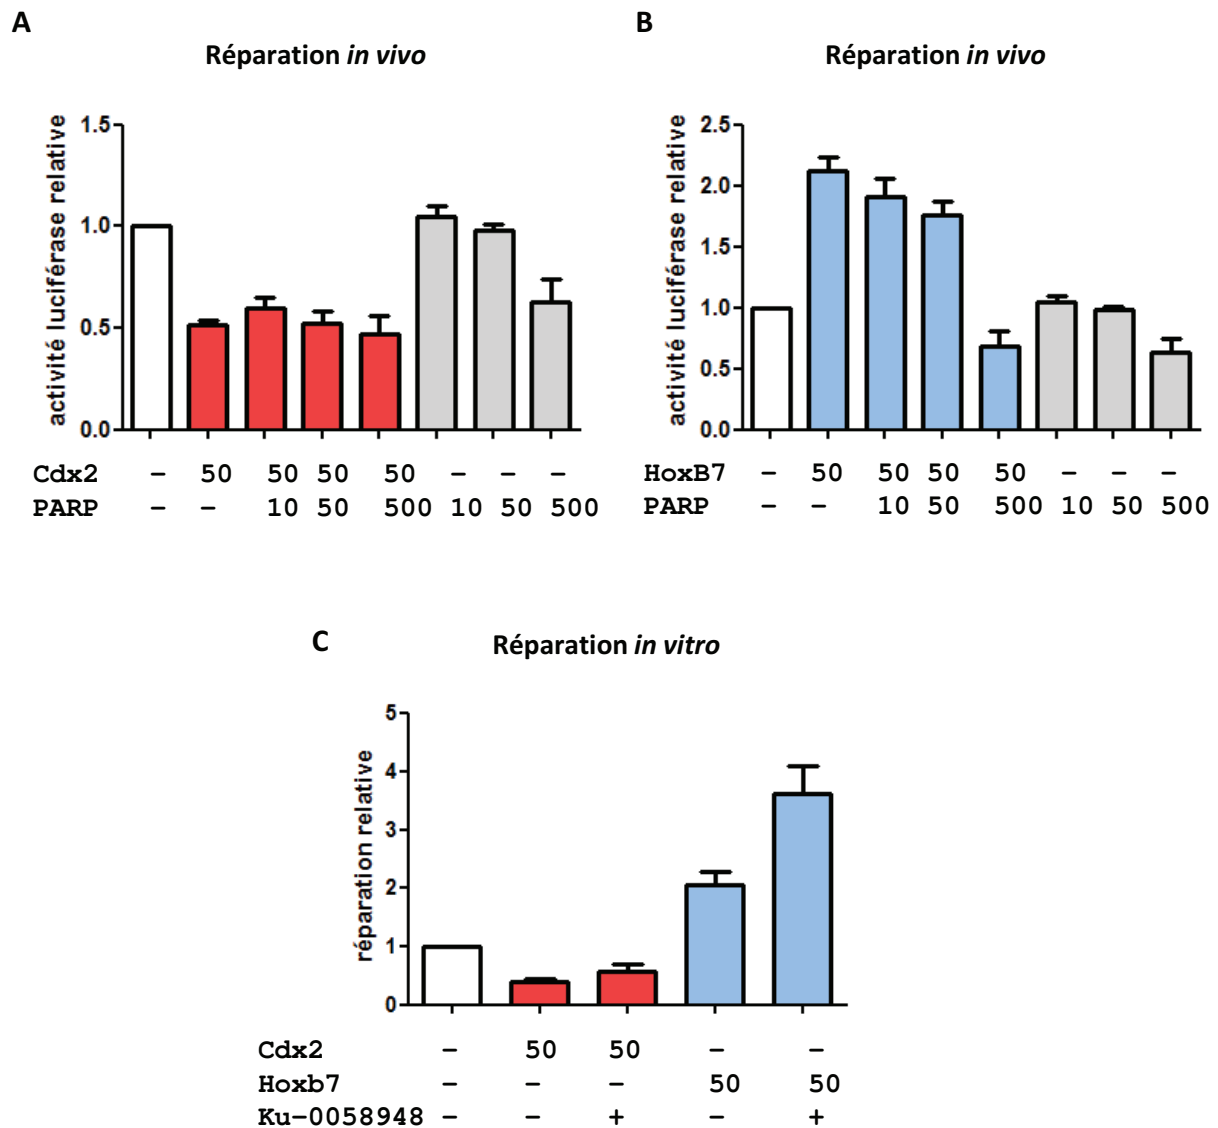 A
Réparation in vivo
activité luciférase relative
1.5
1.0
0.5
0.0
Cdx2 – 50 50 50 50 – – –
PARP – – 10 50 500 10 50 500
B
Réparation in vivo
activité luciférase relative
2.5
2.0
1.5
1.0
0.5
0.0
HoxB7 – 50 50 50 50 – – –
PARP – – 10 50 500 10 50 500
C
Réparation in vitro
réparation relative
5
4
3
2
1
0
Cdx2 – 50 50 – –
Hoxb7 – – – 50 50
Ku-0058948 – – + – +